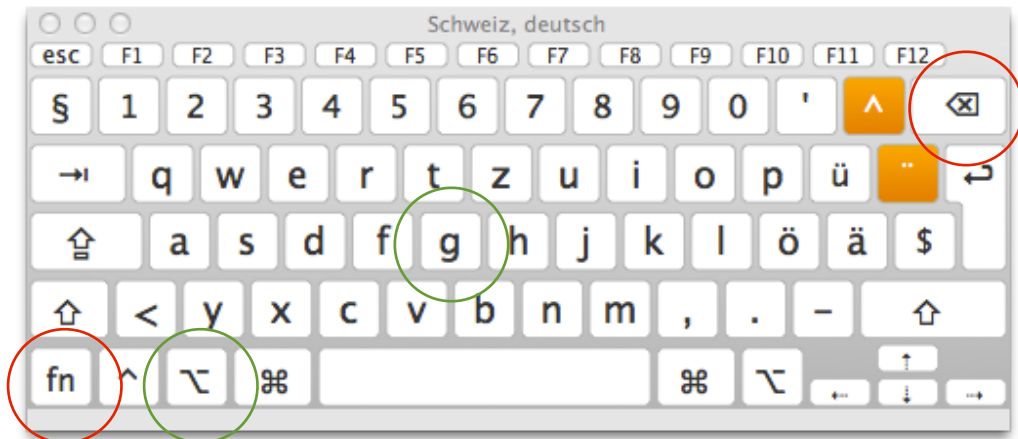 Schweiz, deutsch
esc F1 F2 F3 F4 F5 F6 F7 F8 F9 F10 F11 F12
§ 1 2 3 4 5 6 7 8 9 0 ' ^ ⌫
⇥ q w e r t z u i o p ü ¨ ↩
⇪ a s d f g h j k l ö ä $
⇧ < y x c v b n m , . - ⇧
fn ^ ⌥ ⌘ ⌘ ⌥ ⇠ ⇡ ⇣ ⇢